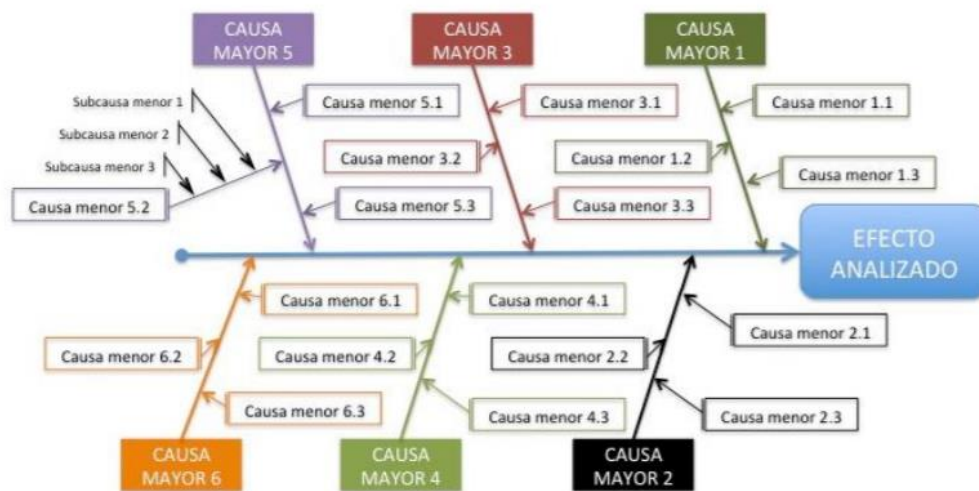 CAUSA
MAYOR 5
CAUSA
MAYOR 3
CAUSA
MAYOR 1
Subcausa menor 1
Causa menor 5.1
Causa menor 3.1
Causa menor 1.1
Subcausa menor 2
Subcausa menor 3
Causa menor 3.2
Causa menor 1.2
Causa menor 1.3
Causa menor 5.2
Causa menor 5.3
Causa menor 3.3
EFECTO
ANALIZADO
Causa menor 6.1
Causa menor 4.1
Causa menor 2.1
Causa menor 6.2
Causa menor 4.2
Causa menor 2.2
Causa menor 6.3
Causa menor 4.3
Causa menor 2.3
CAUSA
MAYOR 6
CAUSA
MAYOR 4
CAUSA
MAYOR 2